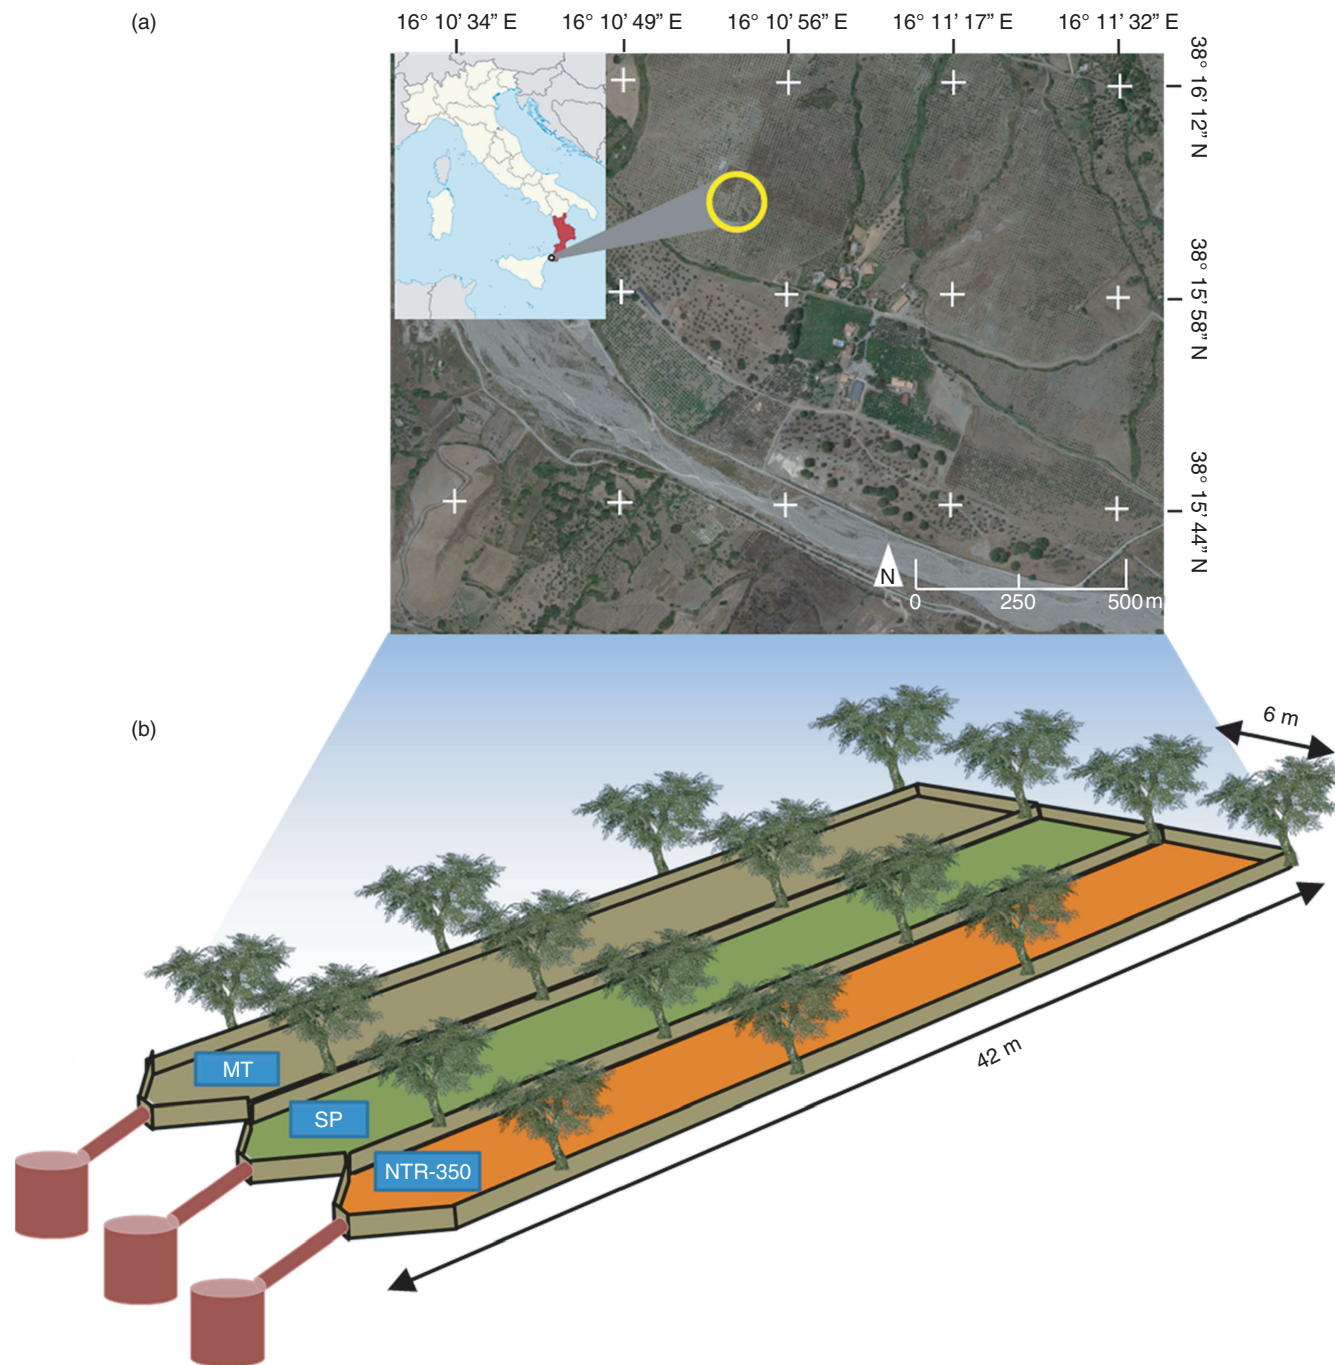 (a)
16° 10’ 34” E
16° 10’ 49” E
16° 10’ 56” E
16° 11’ 17” E
16° 11’ 32” E
38° 16’ 12” N
38° 15’ 58” N
38° 15’ 44” N
N
0
250
500 m
(b)
6 m
42 m
MT
SP
NTR-350